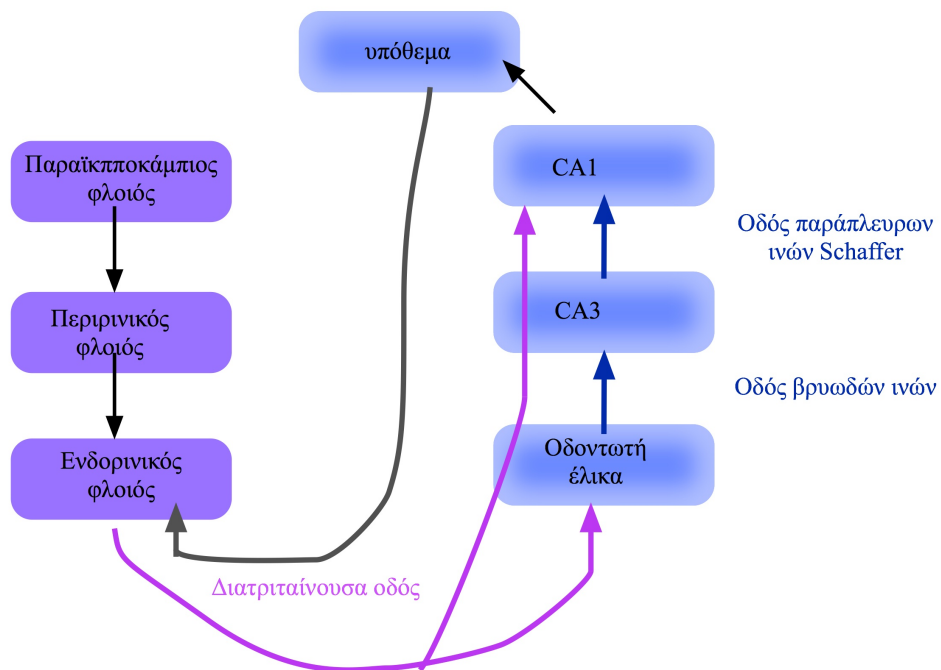 υπόθεμα
Παραϊκπποκάμπιος
φλοιός
CA1
Οδός παράπλευρων
ινών Schaffer
Περιρινικός
φλοιός
CA3
Οδός βρυωδών ινών
Ενδορινικός
φλοιός
Οδοντωτή
έλικα
Διατριταίνουσα οδός